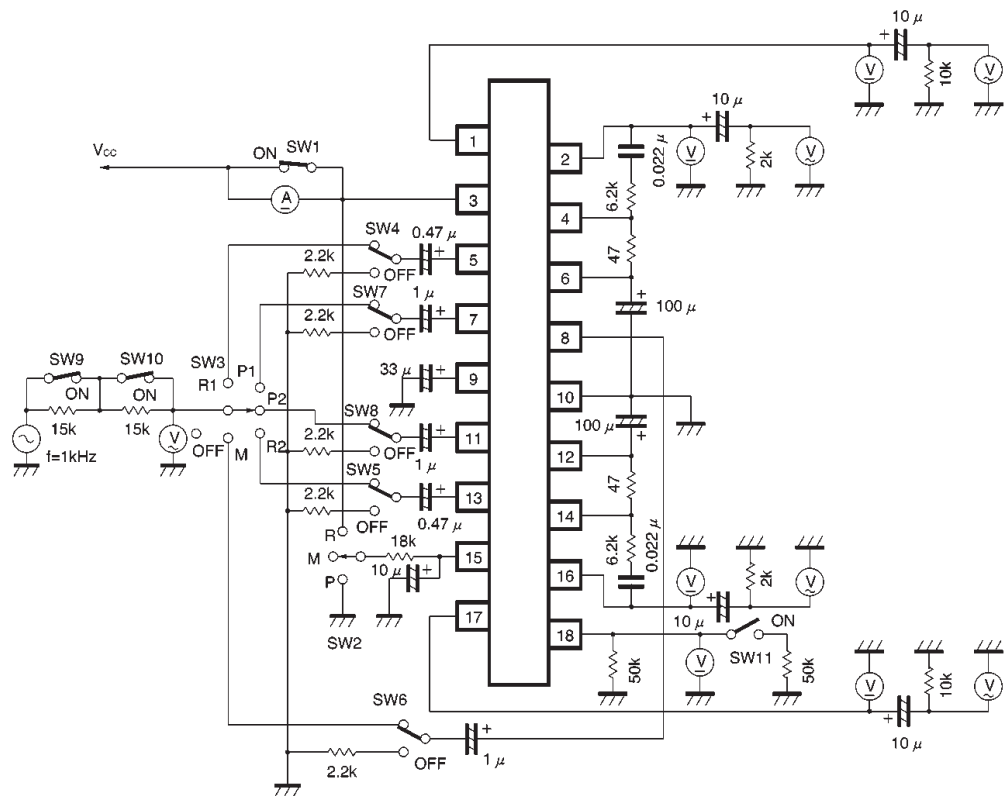 10 μ
+
V
10k
V
10 μ
+
1
2
0.022 μ
V
2k
V
Vcc
ON
SW1
6.2k
A
3
4
SW4
0.47 μ
+
47
2.2k
5
OFF
6
SW7
1 μ
+
+
100 μ
2.2k
7
OFF
8
SW9
SW10
SW3
P1
R1
33 μ
+
9
ON
ON
P2
10
15k
15k
V
SW8
+
100 μ
2.2k
11
+
f=1kHz
OFF
M
R2
OFF
1 μ
12
SW5
+
47
2.2k
13
OFF
0.47 μ
14
R
18k
6.2k
0.022 μ
M
15
10 μ
+
P
16
V
2k
V
SW2
17
10 μ
+
ON
18
50k
V
SW11
50k
V
10k
V
SW6
+
10 μ
+
OFF
1 μ
2.2k